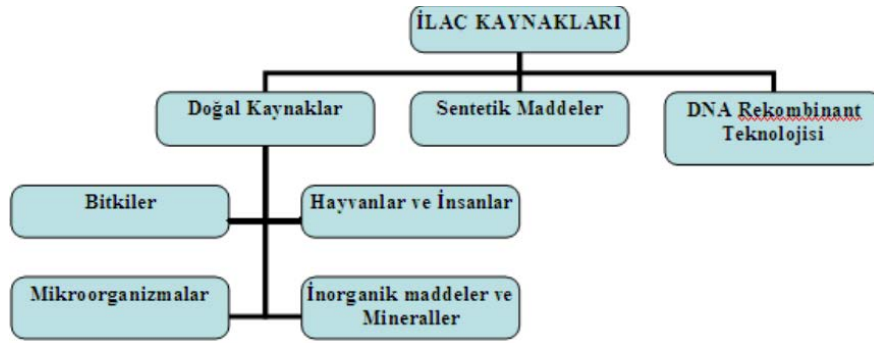 İLAC KAYNAKLARI
Doğal Kaynaklar
Sentetik Maddeler
DNA Rekombinant
Teknolojisi
Bitkiler
Hayvanlar ve İnsanlar
Mikroorganizmalar
İnorganik maddeler ve
Mineraller